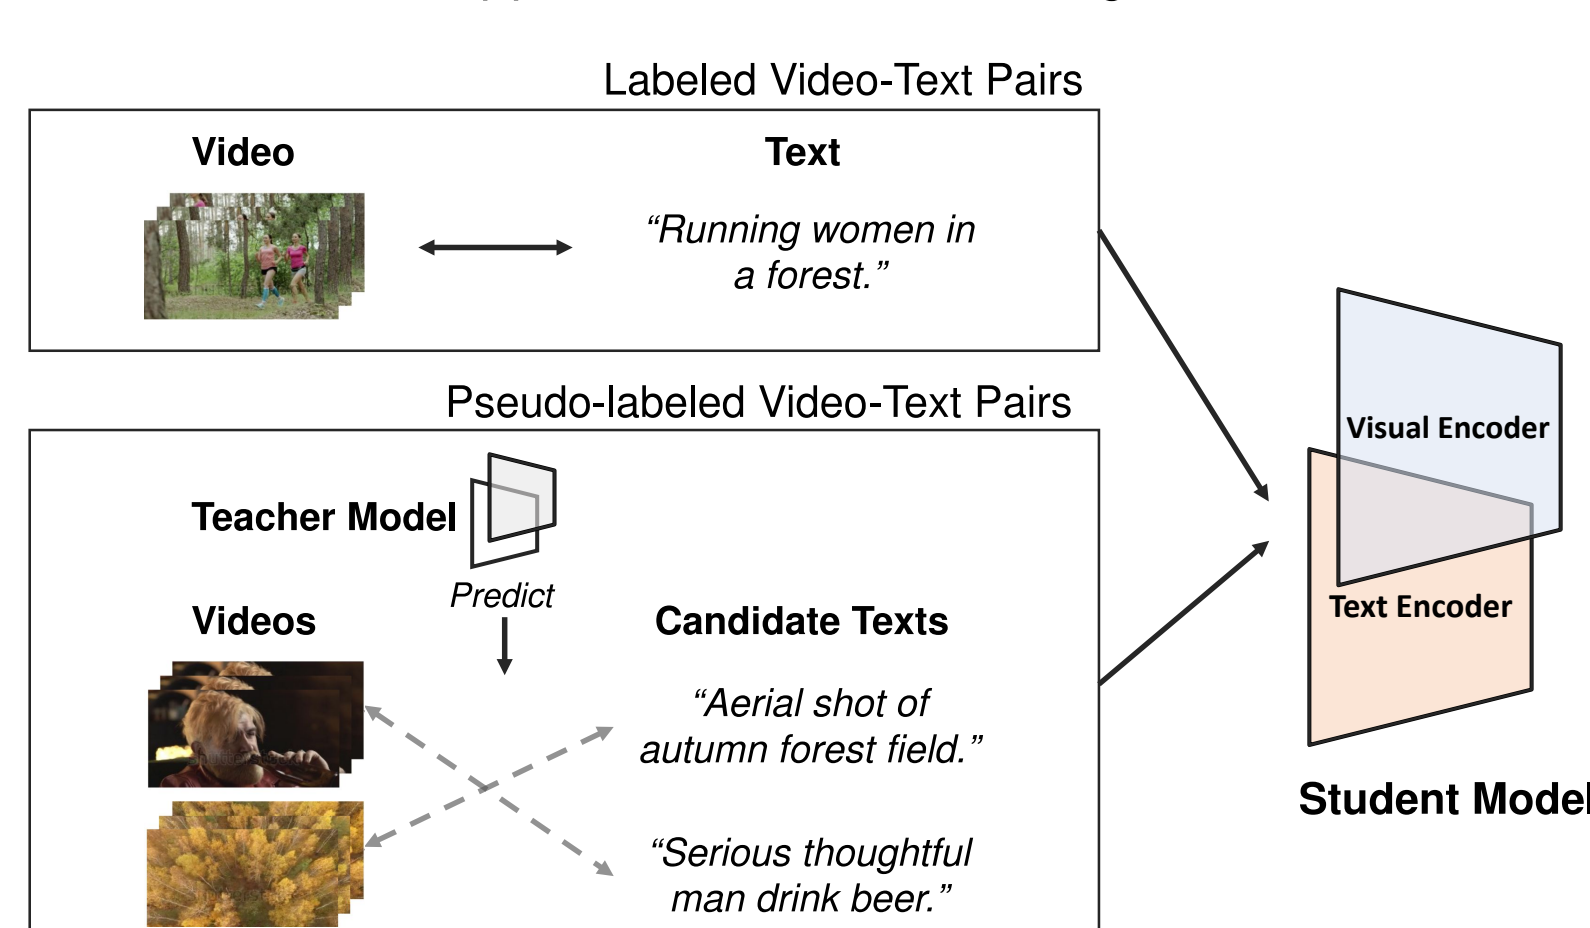 Labeled Video-Text Pairs
Video
Text
“Running women in
a forest.”
Pseudo-labeled Video-Text Pairs
Visual Encoder
Teacher Model
Predict
Text Encoder
Videos
Candidate Texts
“Aerial shot of
autumn forest field.”
Student Model
“Serious thoughtful
man drink beer.”